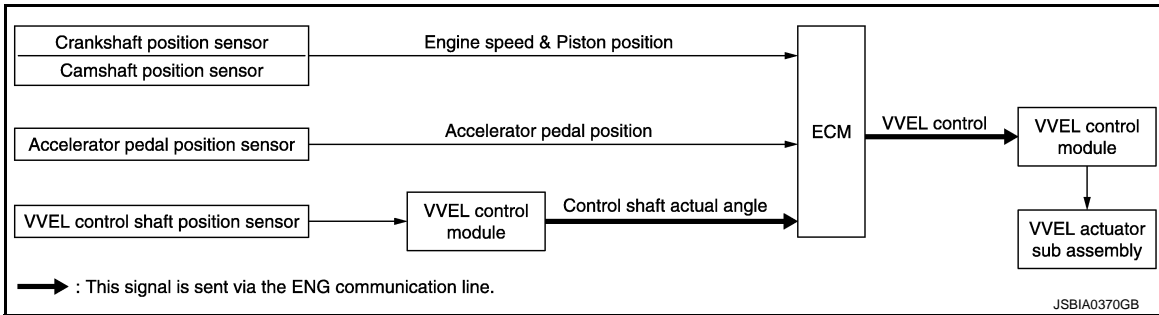 Crankshaft position sensor
Camshaft position sensor
Engine speed & Piston position
Accelerator pedal position sensor
Accelerator pedal position
VVEL control shaft position sensor
VVEL control
module
Control shaft actual angle
ECM
VVEL control
VVEL control
module
VVEL actuator
sub assembly
: This signal is sent via the ENG communication line.
JSBIA0370GB